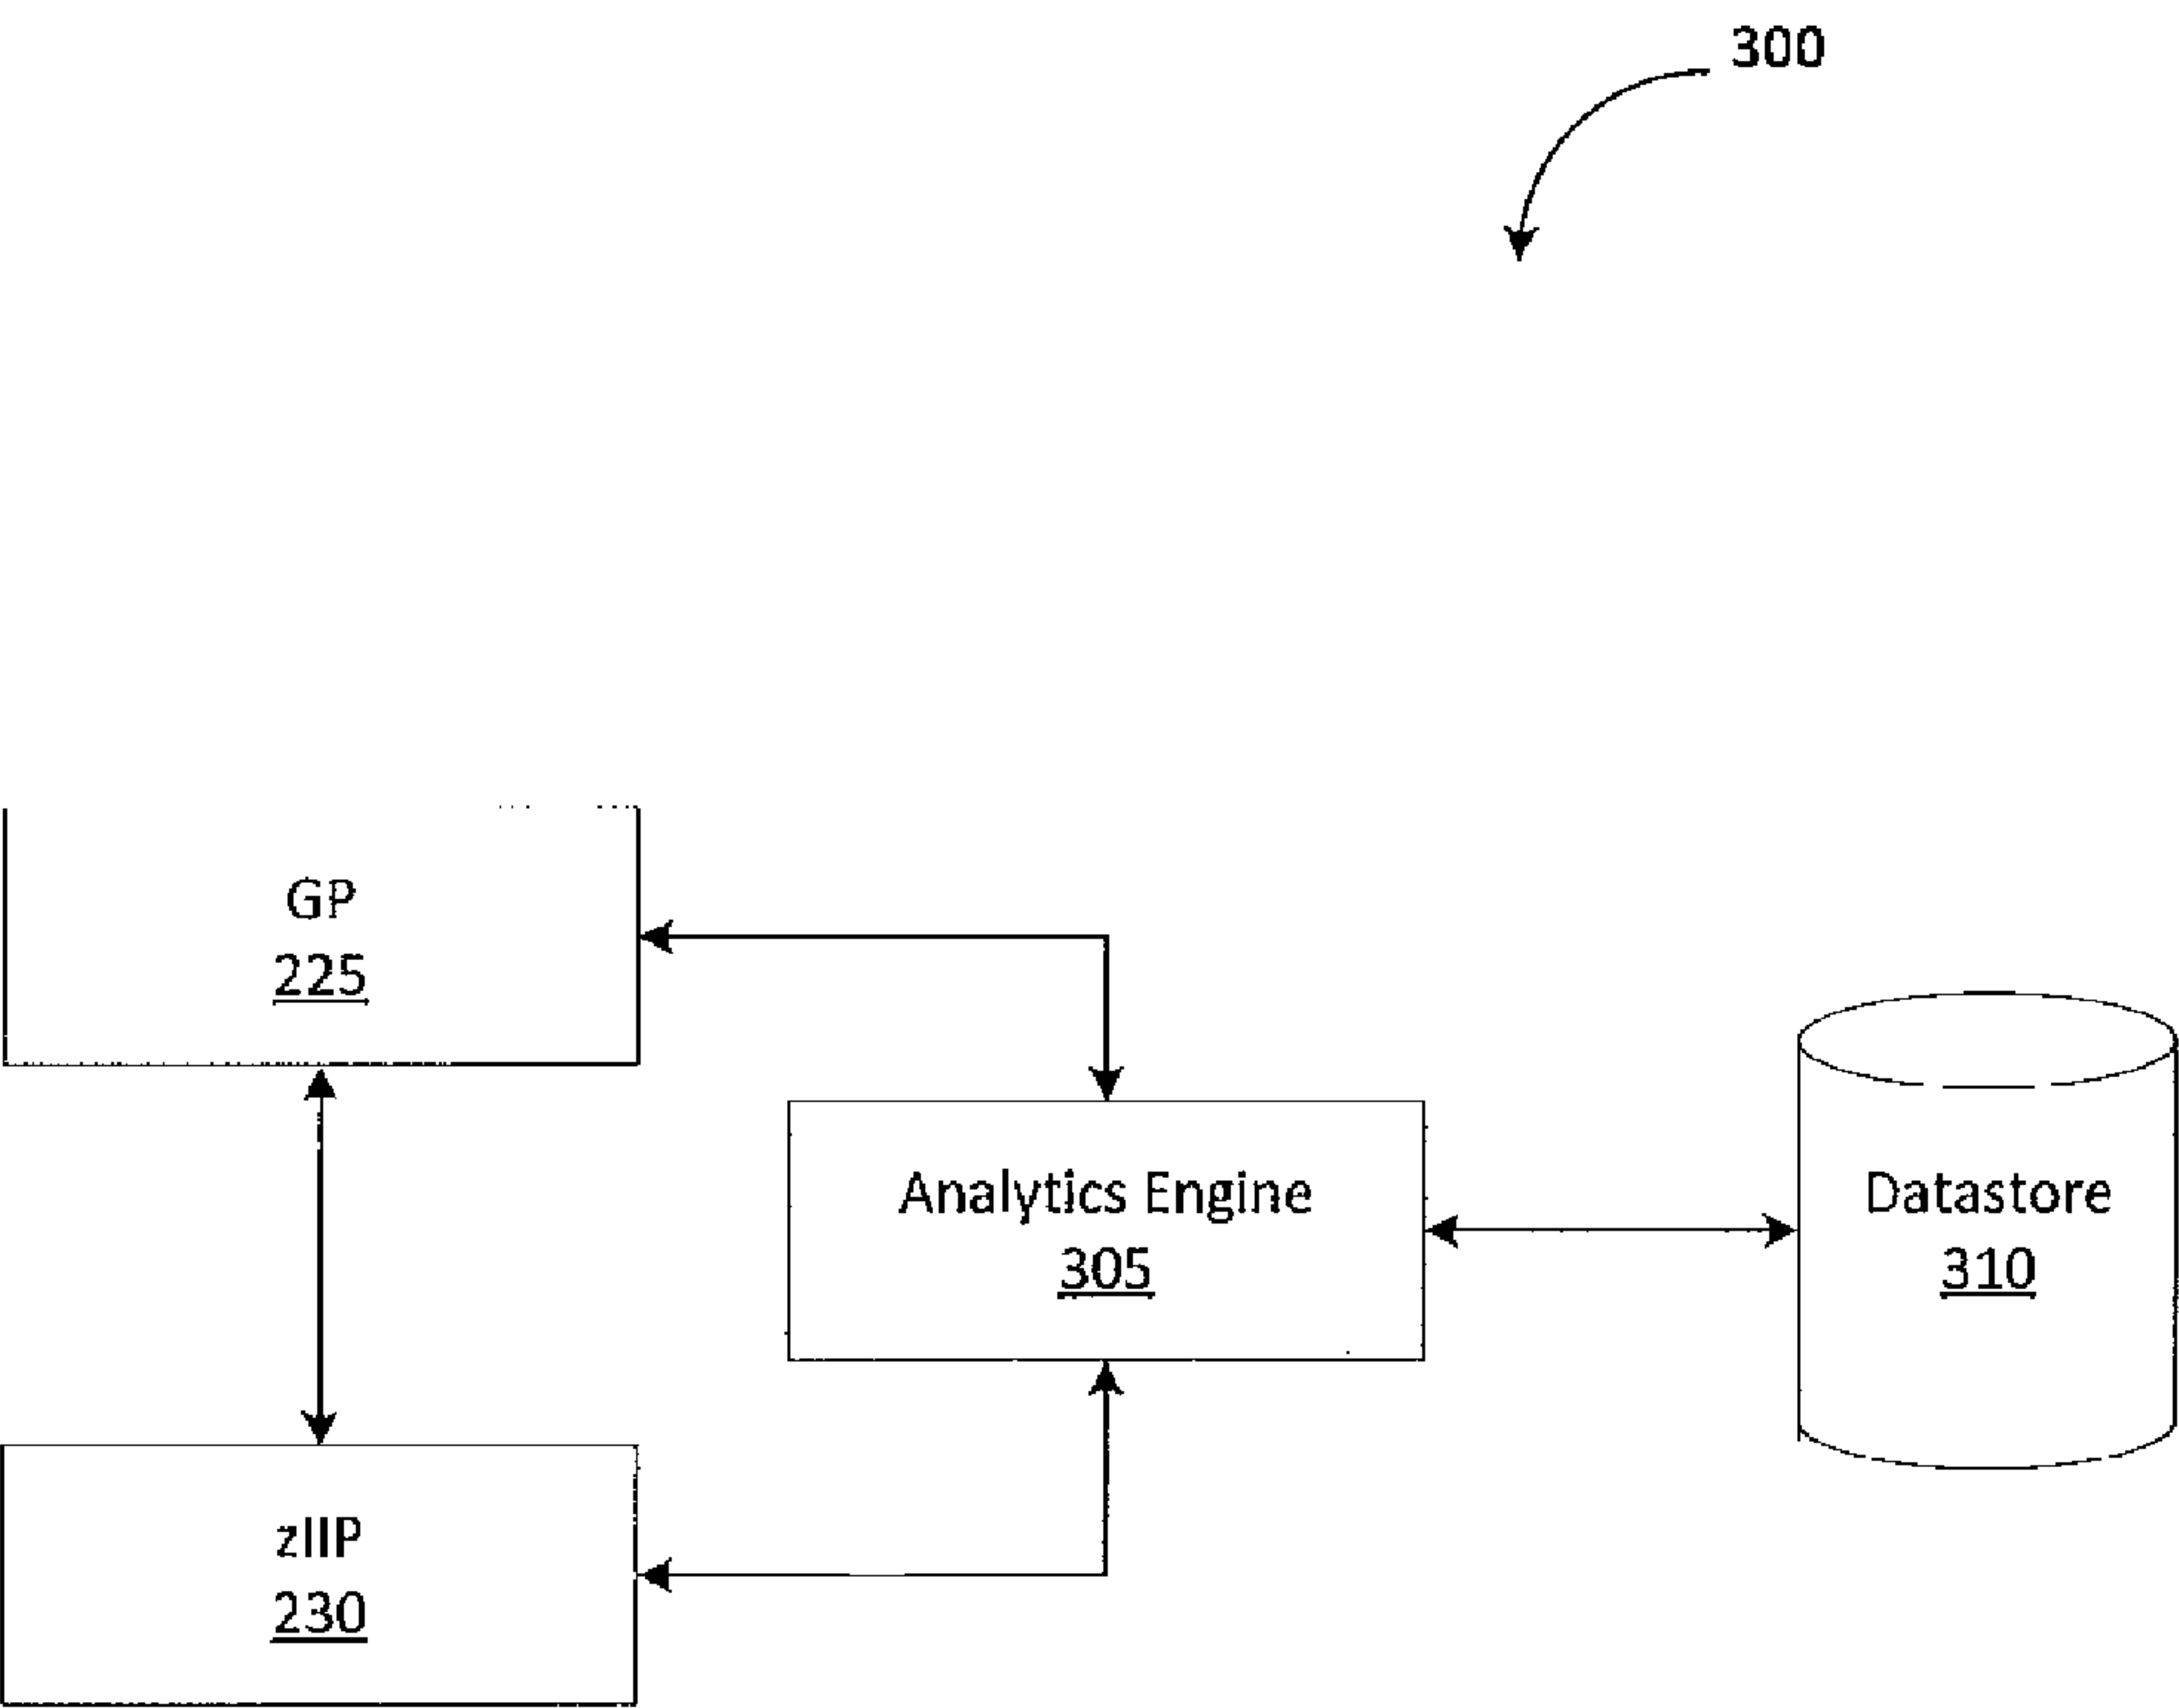 300
GP
225
Analytics Engine
305
Datastore
310
zIIP
230